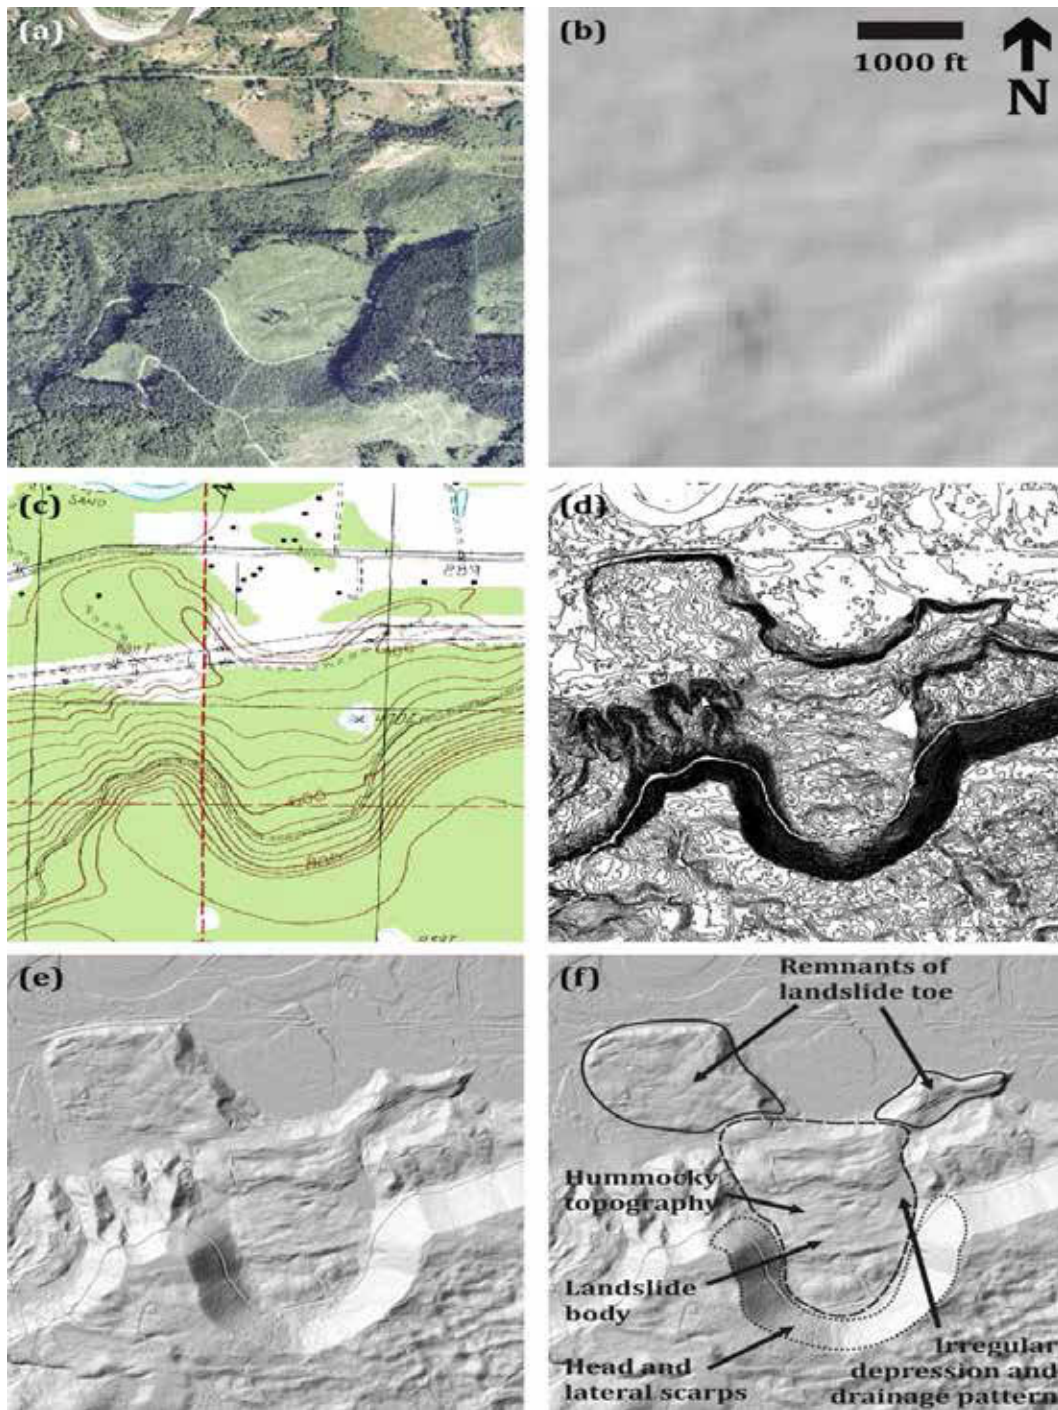 (a)
(b)
1000 ft
N
(c)
SAND
(d)
(e)
(f)
Remnants of
landslide toe
Hummocky
topography
Landslide
body
Head and
lateral scarps
Irregular
depression and
drainage pattern